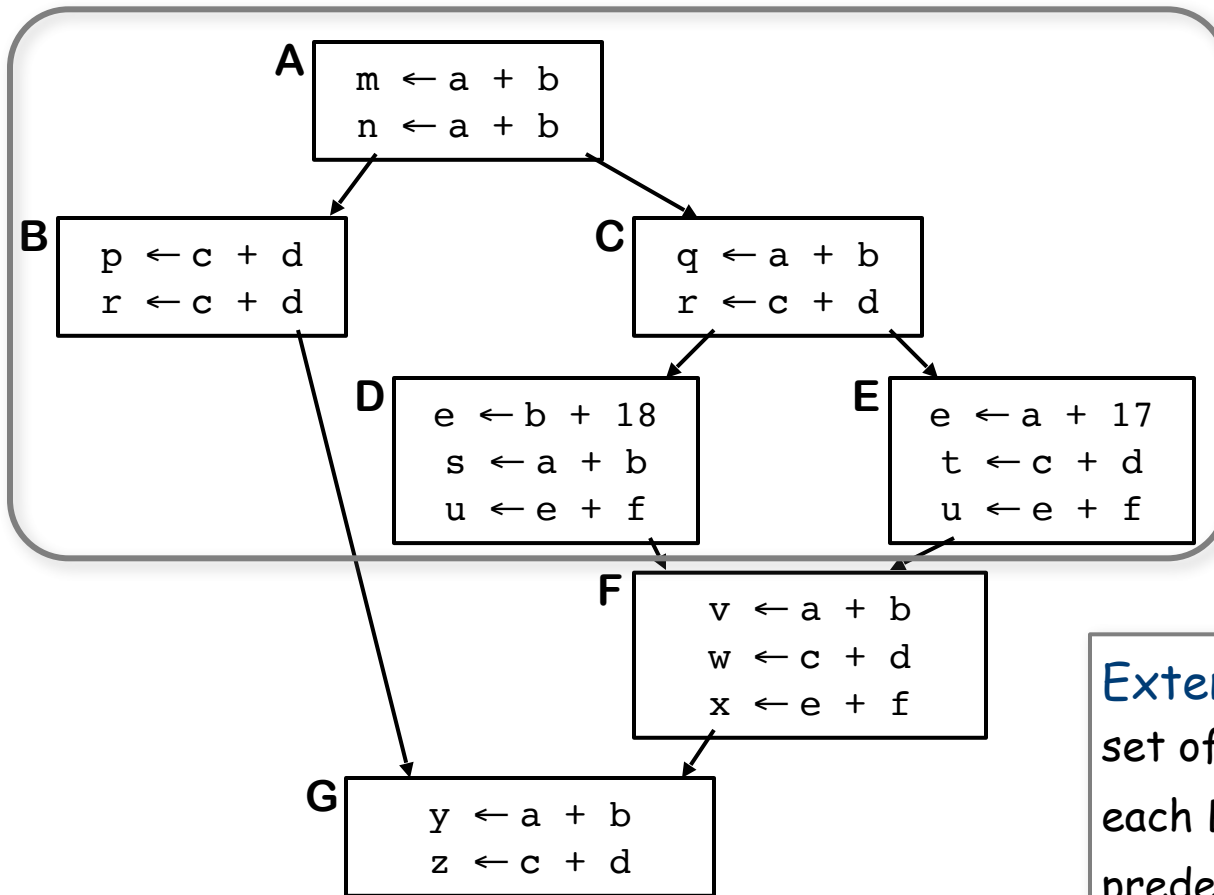 A
m ← a + b
n ← a + b
B
p ← c + d
r ← c + d
C
q ← a + b
r ← c + d
D
e ← b + 18
s ← a + b
u ← e + f
E
e ← a + 17
t ← c + d
u ← e + f
F
v ← a + b
w ← c + d
x ← e + f
set of
each
G
y ← a + b
z ← c + d